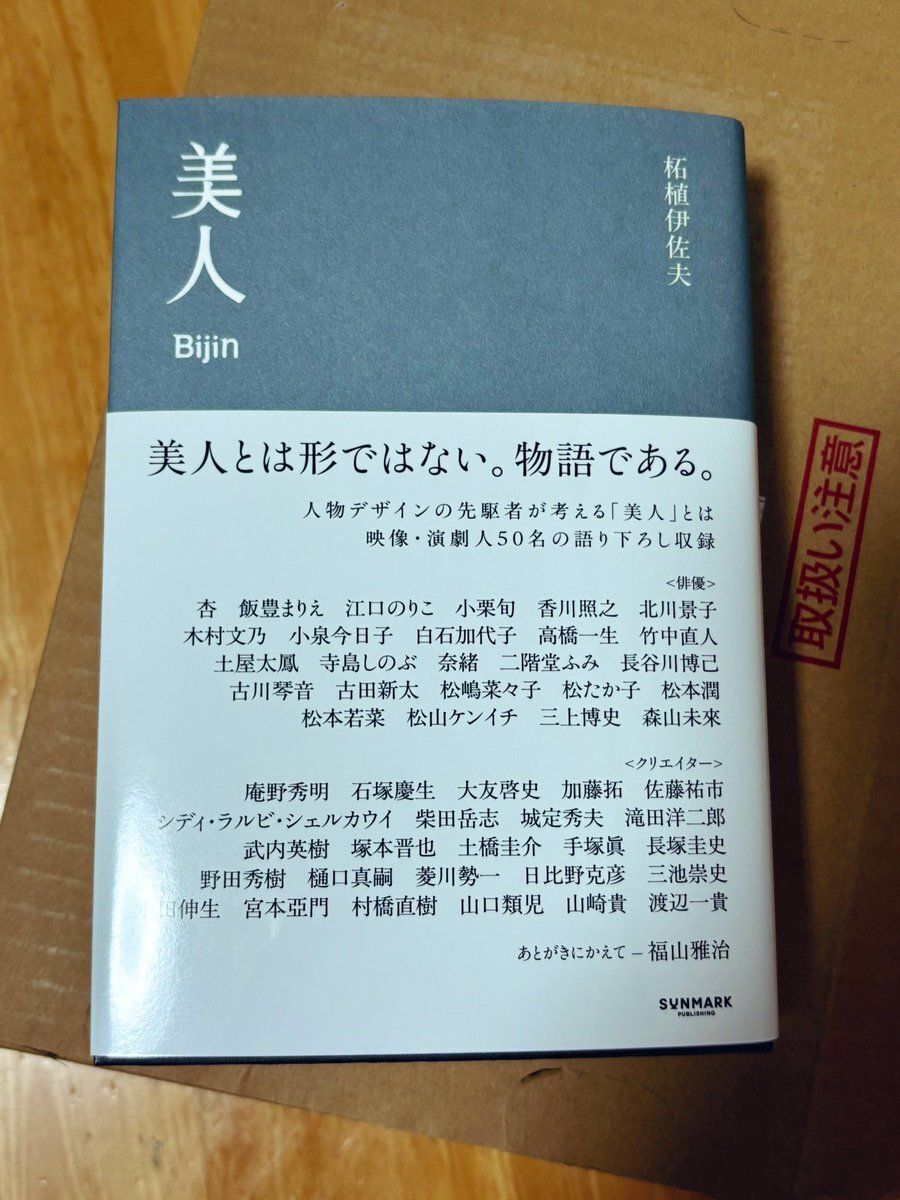 美人
Bijin
柘植伊佐夫
美人とは形ではない。物語である。
人物デザインの先駆者が考える「美人」とは
映像・演劇人50名の語り下ろし収録
<俳優>
杏 飯豊まりえ 江口のりこ 小栗旬 香川照之 北川景子
木村文乃 小泉今日子 白石加代子 高橋一生 竹中直人
土屋太鳳 寺島しのぶ 奈緒 二階堂ふみ 長谷川博己
古川琴音 古田新太 松嶋菜々子 松たか子 松本潤
松本若菜 松山ケンイチ 三上博史 森山未來
<クリエイター>
庵野秀明 石塚慶生 大友啓史 加藤拓 佐藤祐市
シディ・ラルビ・シェルカウイ 柴田岳志 城定秀夫 滝田洋二郎
武内英樹 塚本晋也 土橋圭介 手塚眞 長塚圭史
野田秀樹 樋口真嗣 菱川勢一 日比野克彦 三池崇史
田伸生 宮本亞門 村橋直樹 山口類児 山崎貴 渡辺一貴
あとがきにかえて – 福山雅治
SUNMARK
PUBLISHING
取扱い注意